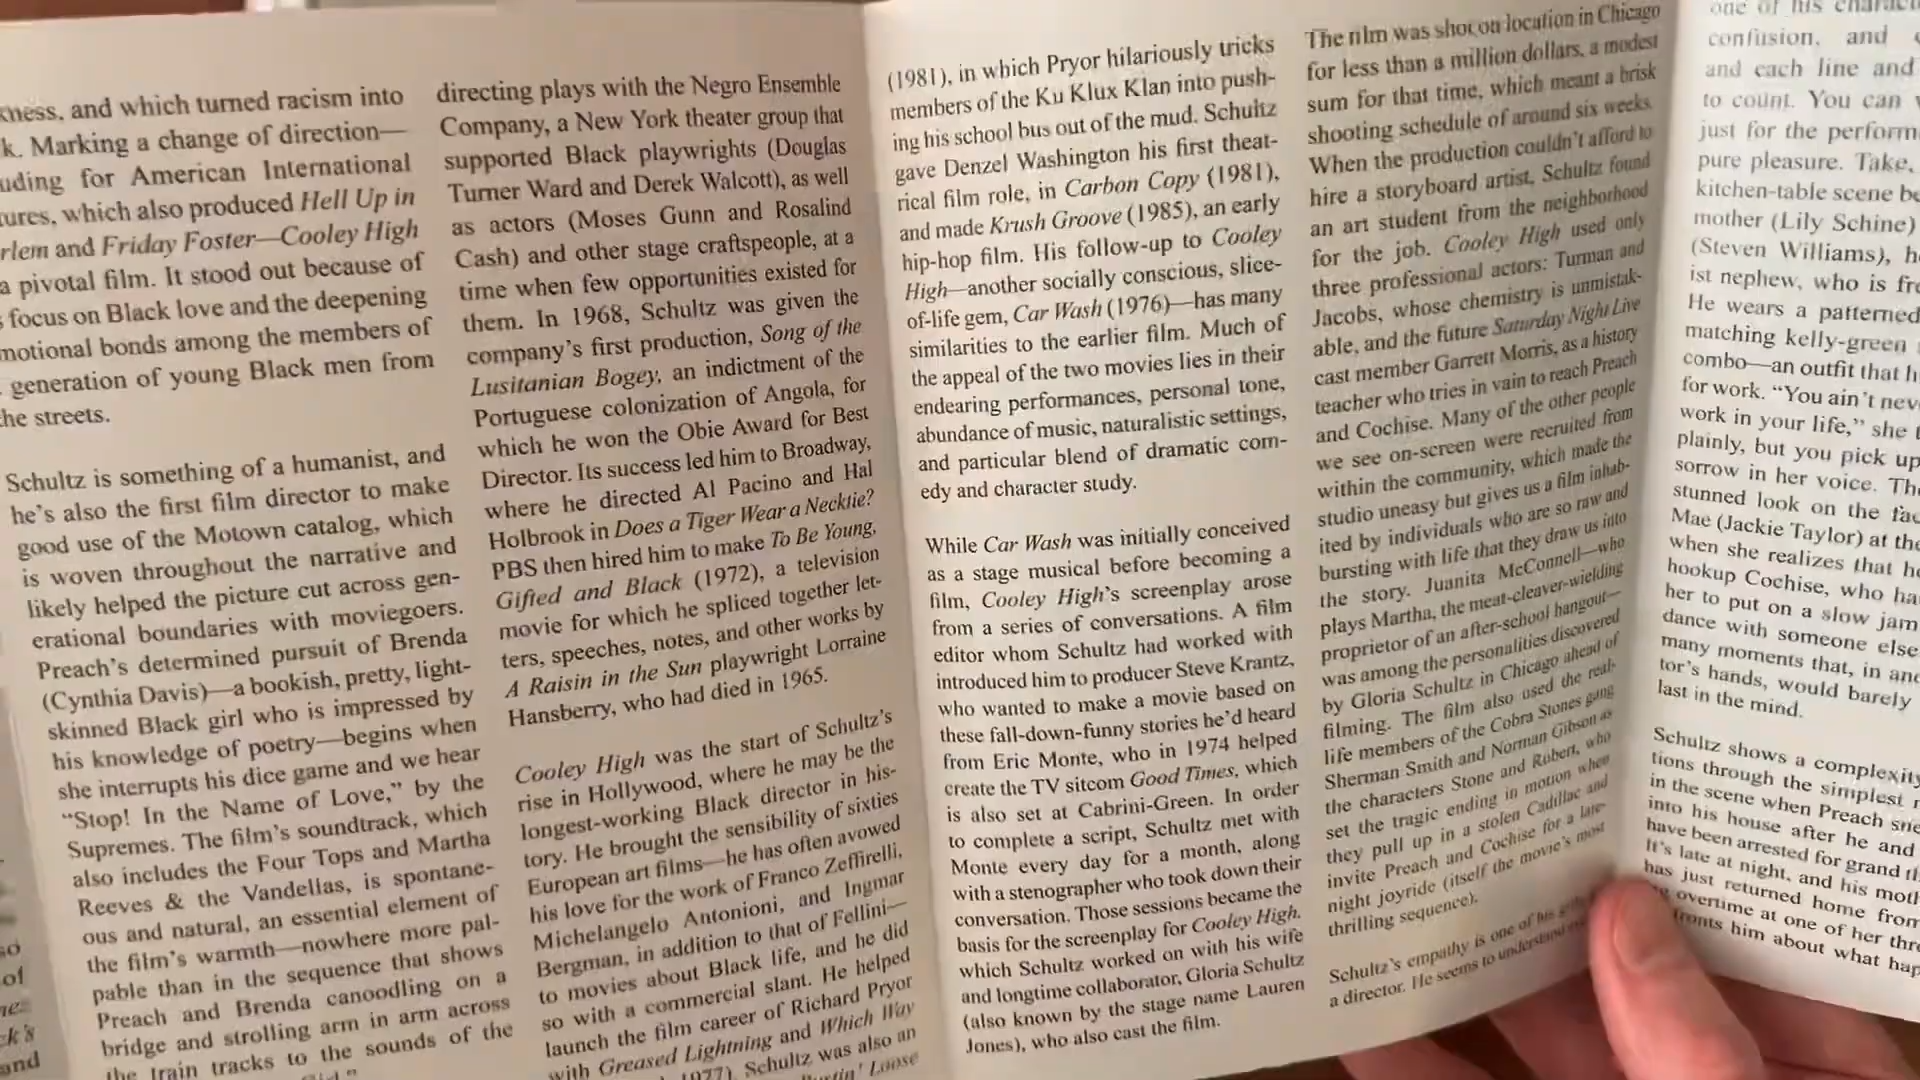 kness, and which turned racism into
k. Marking a change of direction—
uding for American International
tures, which also produced Hell Up in
rlem and Friday Foster—Cooley High
a pivotal film. It stood out because of
s focus on Black love and the deepening
motional bonds among the members of
generation of young Black men from
he streets.
Schultz is something of a humanist, and
he's also the first film director to make
good use of the Motown catalog, which
is woven throughout the narrative and
likely helped the picture cut across gen-
erational boundaries with moviegoers.
Preach's determined pursuit of Brenda
(Cynthia Davis)—a bookish, pretty, light-
skinned Black girl who is impressed by
his knowledge of poetry—begins when
she interrupts his dice game and we hear
“Stop! In the Name of Love,” by the
Supremes. The film's soundtrack, which
also includes the Four Tops and Martha
Reeves & the Vandellas, is spontane-
ous and natural, an essential element of
the film's warmth—nowhere more pal-
pable than in the sequence that shows
Preach and Brenda canoodling on a
bridge and strolling arm in arm across
the train tracks to the sounds of the
directing plays with the Negro Ensemble
Company, a New York theater group that
supported Black playwrights (Douglas
Turner Ward and Derek Walcott), as well
as actors (Moses Gunn and Rosalind
Cash) and other stage craftspeople, at a
time when few opportunities existed for
them. In 1968, Schultz was given the
company's first production, Song of the
Lusitanian Bogey, an indictment of the
Portuguese colonization of Angola, for
which he won the Obie Award for Best
Director. Its success led him to Broadway,
where he directed Al Pacino and Hal
Holbrook in Does a Tiger Wear a Necktie?
PBS then hired him to make To Be Young,
Gifted and Black (1972), a television
movie for which he spliced together let-
ters, speeches, notes, and other works by
A Raisin in the Sun playwright Lorraine
Hansberry, who had died in 1965.
Cooley High was the start of Schultz's
rise in Hollywood, where he may be the
longest-working Black director in his-
tory. He brought the sensibility of sixties
European art films—he has often avowed
his love for the work of Franco Zeffirelli,
Michelangelo Antonioni, and Ingmar
Bergman, in addition to that of Fellini—
to movies about Black life, and he did
so with a commercial slant. He helped
launch the film career of Richard Pryor
with Greased Lightning and Which Way
1977). Schultz was also an
Bustin' Loose
(1981), in which Pryor hilariously tricks
members of the Ku Klux Klan into push-
ing his school bus out of the mud. Schultz
gave Denzel Washington his first theat-
rical film role, in Carbon Copy (1981),
and made Krush Groove (1985), an early
hip-hop film. His follow-up to Cooley
High—another socially conscious, slice-
of-life gem, Car Wash (1976)—has many
similarities to the earlier film. Much of
the appeal of the two movies lies in their
endearing performances, personal tone,
abundance of music, naturalistic settings,
and particular blend of dramatic com-
edy and character study.
While Car Wash was initially conceived
as a stage musical before becoming a
film, Cooley High's screenplay arose
from a series of conversations. A film
editor whom Schultz had worked with
introduced him to producer Steve Krantz,
who wanted to make a movie based on
these fall-down-funny stories he'd heard
from Eric Monte, who in 1974 helped
create the TV sitcom Good Times, which
is also set at Cabrini-Green. In order
to complete a script, Schultz met with
Monte every day for a month, along
with a stenographer who took down their
conversation. Those sessions became the
basis for the screenplay for Cooley High,
which Schultz worked on with his wife
and longtime collaborator, Gloria Schultz
(also known by the stage name Lauren
Jones), who also cast the film.
The film was shot on location in Chicago
for less than a million dollars, a modest
sum for that time, which meant a brisk
shooting schedule of around six weeks.
When the production couldn't afford to
hire a storyboard artist, Schultz found
an art student from the neighborhood
for the job. Cooley High used only
three professional actors: Turman and
Jacobs, whose chemistry is unmistak-
able, and the future Saturday Night Live
cast member Garrett Morris, as a history
teacher who tries in vain to reach Preach
and Cochise. Many of the other people
we see on-screen were recruited from
within the community, which made the
studio uneasy but gives us a film inhab-
ited by individuals who are so raw and
bursting with life that they draw us into
the story. Juanita McConnell—who
plays Martha, the meat-cleaver-wielding
proprietor of an after-school hangout—
was among the personalities discovered
by Gloria Schultz in Chicago ahead of
filming. The film also used the real-
life members of the Cobra Stones gang
Sherman Smith and Norman Gibson as
the characters Stone and Robert, who
set the tragic ending in motion when
they pull up in a stolen Cadillac and
invite Preach and Cochise for a late-
night joyride (itself the movie's most
thrilling sequence).
Schultz's empathy is one of his
a director. He seems to understand
one of his charact
confusion, and
and each line and
to count. You can
just for the perform
pure pleasure. Take,
kitchen-table scene be
mother (Lily Schine)
(Steven Williams), h
ist nephew, who is fre
He wears a patterned
matching kelly-green
combo—an outfit that h
for work. “You ain't nev
work in your life,” she
plainly, but you pick up
sorrow in her voice. The
stunned look on the fac
Mae (Jackie Taylor) at the
when she realizes that he
hookup Cochise, who ha
her to put on a slow jam
dance with someone else
many moments that, in ano
tor's hands, would barely
last in the mind.
Schultz shows a complexity
tions through the simplest
in the scene when Preach sne
into his house after he and
have been arrested for grand th
It's late at night, and his moth
has just returned home from
overtime at one of her thre
fronts him about what hap